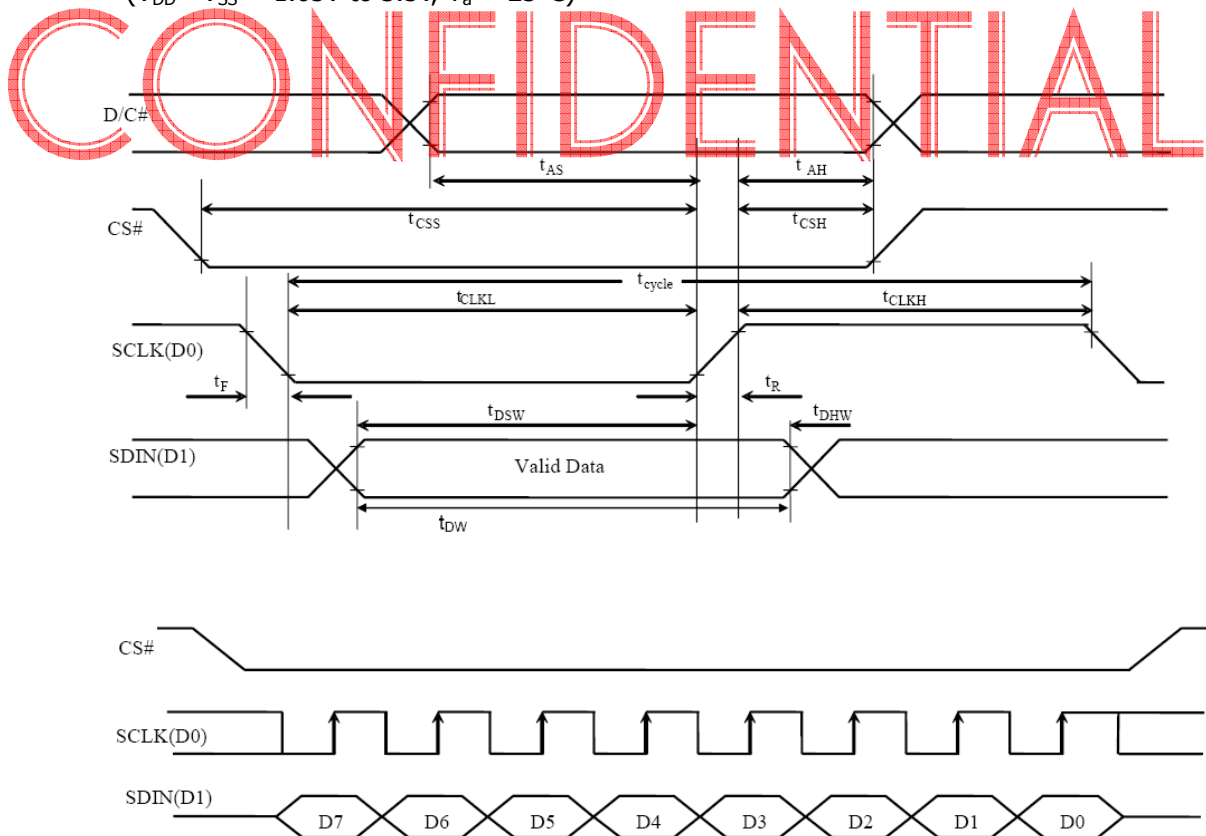 CONFIDENTIAL
D/C#
tAS
tAH
CS#
tCSS
tCSH
tcycle
tCLKL
tCLKH
SCLK(D0)
tF
tR
tDSW
tDHW
SDIN(D1)
Valid Data
tDW
CS#
SCLK(D0)
SDIN(D1)
D7 D6 D5 D4 D3 D2 D1 D0